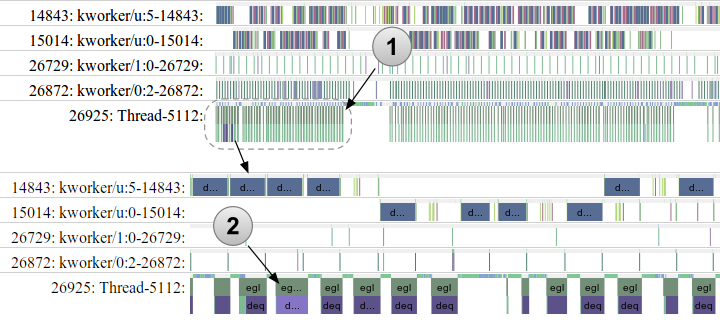 14843: kworker/u:5-14843:
15014: kworker/u:0-15014:
1
26729: kworker/1:0-26729:
26872: kworker/0:2-26872:
26925: Thread-5112:
14843: kworker/u:5-14843: d... d... d... d... d... d...
15014: kworker/u:0-15014: d... d... d... d...
2
26729: kworker/1:0-26729:
26872: kworker/0:2-26872:
26925: Thread-5112: egl eg... egl egl egl egl egl egl egl egl
deq d... deq deq deq deq deq deq deq deq